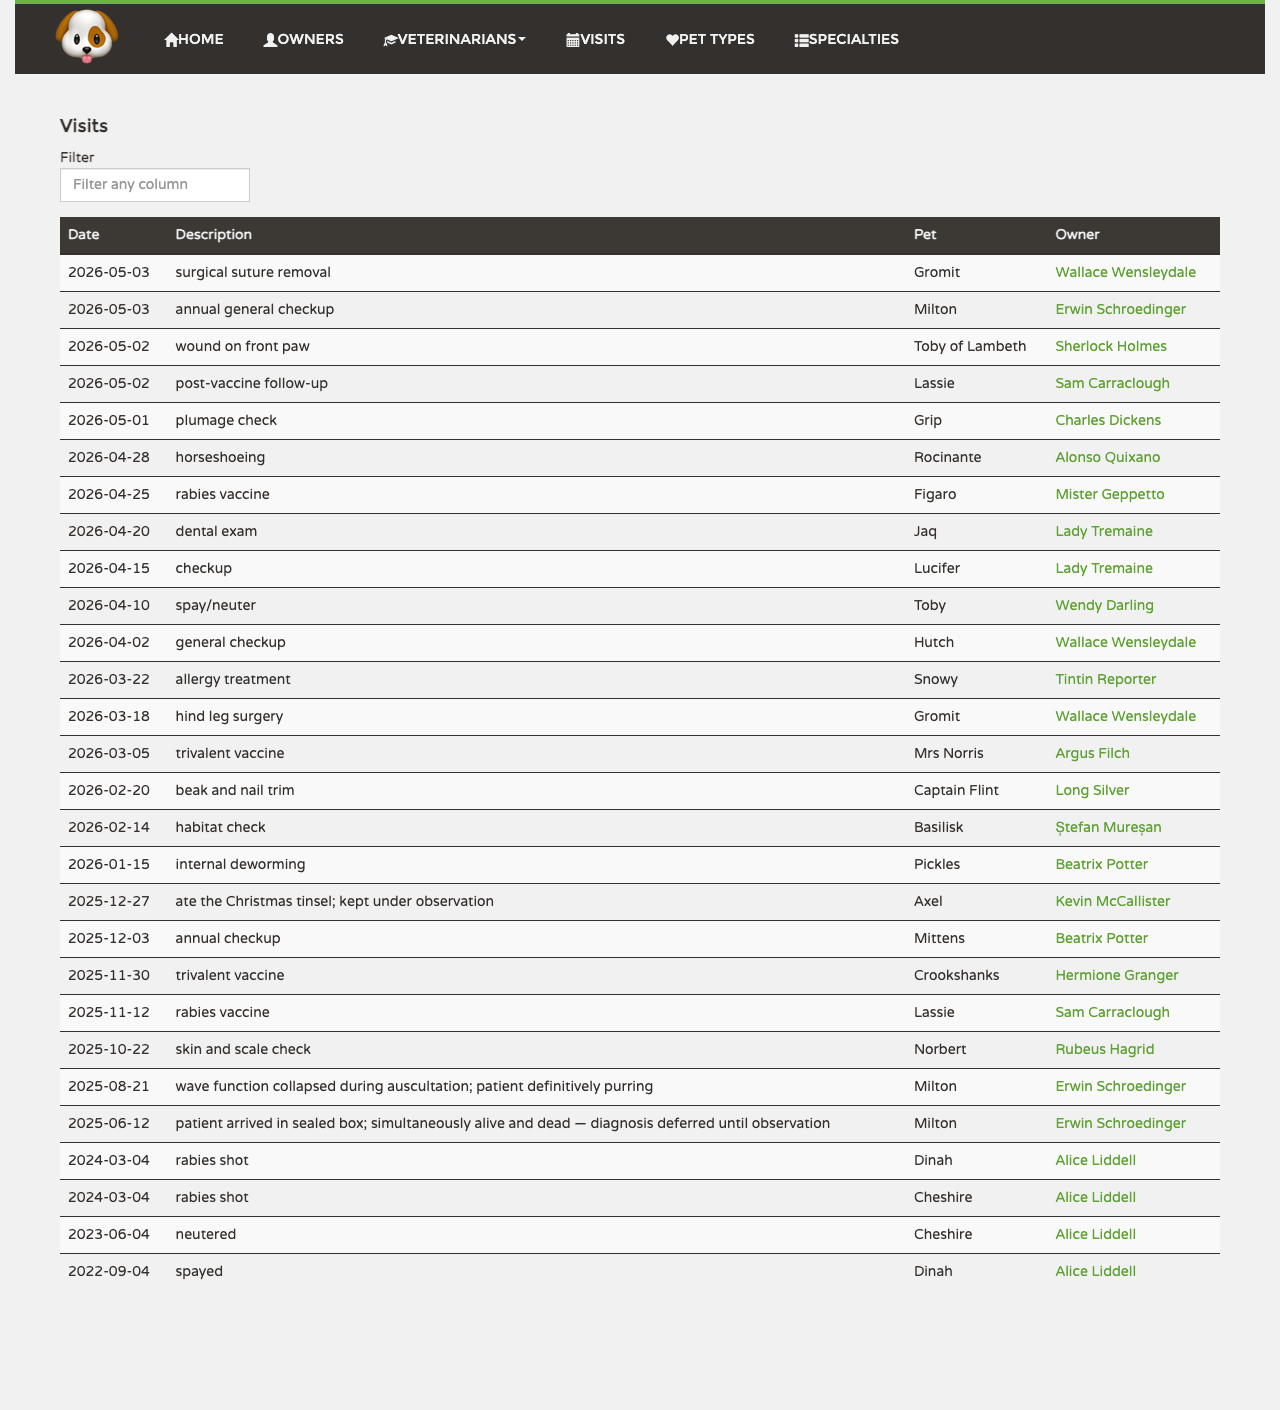 HOME OWNERS VETERINARIANS VISITS PET TYPES SPECIALTIES
Visits
Filter
Filter any column
Date Description Pet Owner
2026-05-03 surgical suture removal Gromit Wallace Wensleydale
2026-05-03 annual general checkup Milton Erwin Schroedinger
2026-05-02 wound on front paw Toby of Lambeth Sherlock Holmes
2026-05-02 post-vaccine follow-up Lassie Sam Carraclough
2026-05-01 plumage check Grip Charles Dickens
2026-04-28 horseshoeing Rocinante Alonso Quixano
2026-04-25 rabies vaccine Figaro Mister Geppetto
2026-04-20 dental exam Jaq Lady Tremaine
2026-04-15 checkup Lucifer Lady Tremaine
2026-04-10 spay/neuter Toby Wendy Darling
2026-04-02 general checkup Hutch Wallace Wensleydale
2026-03-22 allergy treatment Snowy Tintin Reporter
2026-03-18 hind leg surgery Gromit Wallace Wensleydale
2026-03-05 trivalent vaccine Mrs Norris Argus Filch
2026-02-20 beak and nail trim Captain Flint Long Silver
2026-02-14 habitat check Basilisk Ștefan Mureșan
2026-01-15 internal deworming Pickles Beatrix Potter
2025-12-27 ate the Christmas tinsel; kept under observation Axel Kevin McCallister
2025-12-03 annual checkup Mittens Beatrix Potter
2025-11-30 trivalent vaccine Crookshanks Hermione Granger
2025-11-12 rabies vaccine Lassie Sam Carraclough
2025-10-22 skin and scale check Norbert Rubeus Hagrid
2025-08-21 wave function collapsed during auscultation; patient definitively purring Milton Erwin Schroedinger
2025-06-12 patient arrived in sealed box; simultaneously alive and dead — diagnosis deferred until observation Milton Erwin Schroedinger
2024-03-04 rabies shot Dinah Alice Liddell
2024-03-04 rabies shot Cheshire Alice Liddell
2023-06-04 neutered Cheshire Alice Liddell
2022-09-04 spayed Dinah Alice Liddell